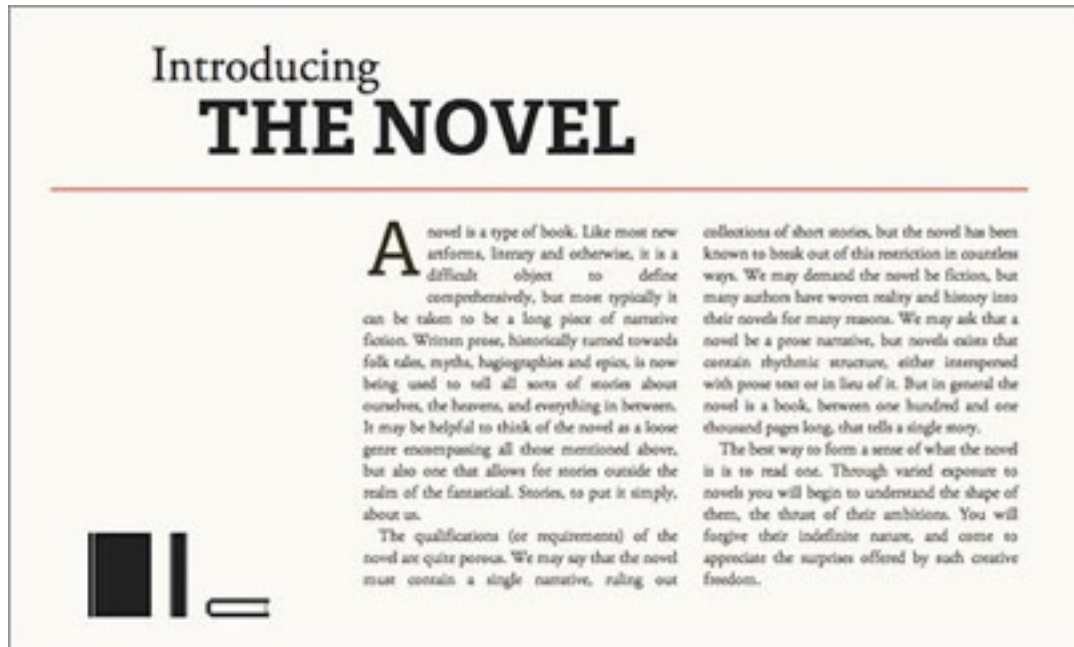 Introducing
THE NOVEL
A novel is a type of book. Like most new
artforms, literary and otherwise, it is a
difficult object to define
comprehensively, but most typically it
can be taken to be a long piece of narrative
fiction. Written prose, historically turned towards
folk tales, myths, hagiographies and epics, is now
being used to tell all sorts of stories about
ourselves, the heavens, and everything in between.
It may be helpful to think of the novel as a loose
genre encompassing all those mentioned above,
but also one that allows for stories outside the
realm of the fantastical. Stories, to put it simply,
about us.
The qualifications (or requirements) of the
novel are quite porous. We may say that the novel
must contain a single narrative, ruling out
collections of short stories, but the novel has been
known to break out of this restriction in countless
ways. We may demand the novel be fiction, but
many authors have woven reality and history into
their novels for many reasons. We may ask that a
novel be a prose narrative, but novels exists that
contain rhythmic structure, either interspersed
with prose text or in lieu of it. But in general the
novel is a book, between one hundred and one
thousand pages long, that tells a single story.
The best way to form a sense of what the novel
is is to read one. Through varied exposure to
novels you will begin to understand the shape of
them, the thrust of their ambitions. You will
forgive their indefinite nature, and come to
appreciate the surprises offered by such creative
freedom.